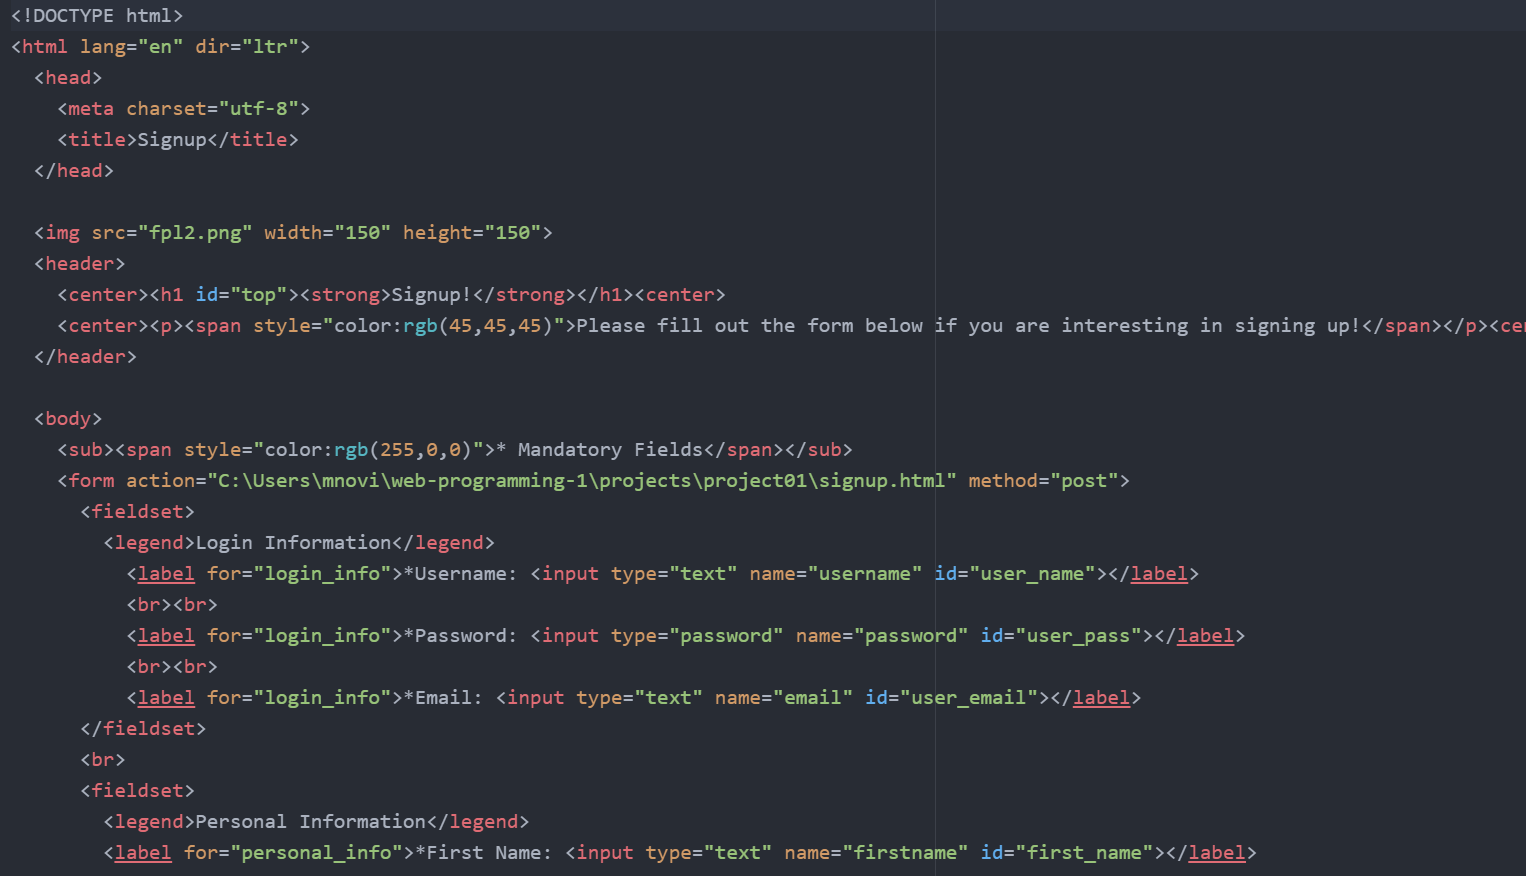 <!DOCTYPE html>
<html lang="en" dir="ltr">
<head>
<meta charset="utf-8">
<title>Signup</title>
</head>
<img src="fpl2.png" width="150" height="150">
<header>
<center><h1 id="top"><strong>Signup!</strong></h1><center>
<center><p><span style="color:rgb(45,45,45)">Please fill out the form below if you are interesting in signing up!</span></p><cen
</header>
<body>
<sub><span style="color:rgb(255,0,0)">* Mandatory Fields</span></sub>
<form action="C:\Users\mnovi\web-programming-1\projects\project01\signup.html" method="post">
<fieldset>
<legend>Login Information</legend>
<label for="login_info">*Username: <input type="text" name="username" id="user_name"></label>
<br><br>
<label for="login_info">*Password: <input type="password" name="password" id="user_pass"></label>
<br><br>
<label for="login_info">*Email: <input type="text" name="email" id="user_email"></label>
</fieldset>
<br>
<fieldset>
<legend>Personal Information</legend>
<label for="personal_info">*First Name: <input type="text" name="firstname" id="first_name"></label>